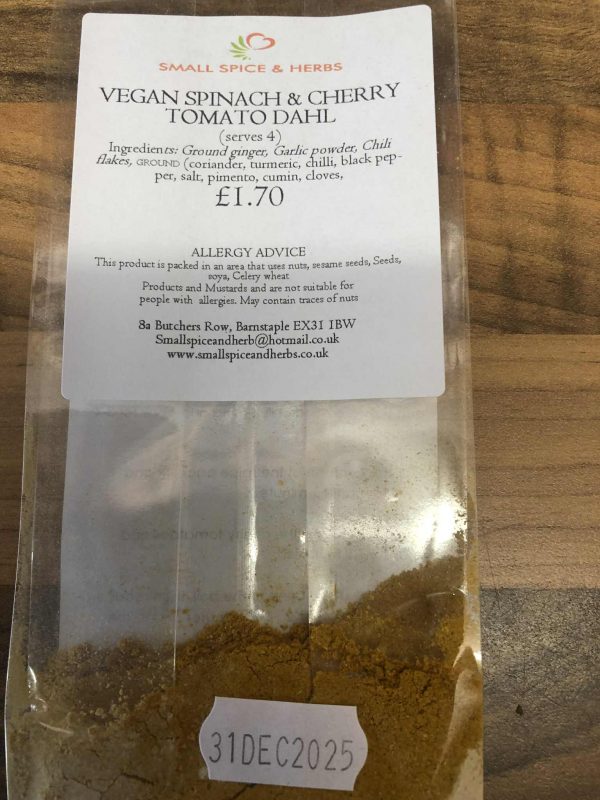 SMALL SPICE & HERBS
VEGAN SPINACH & CHERRY
TOMATO DAHL
(serves 4)
Ingredients: Ground ginger, Garlic powder, Chili
flakes, GROUND (coriander, turmeric, chilli, black pep-
per, salt, pimento, cumin, cloves,
£1.70
ALLERGY ADVICE
This product is packed in an area that uses nuts, sesame seeds, Seeds,
soya, Celery wheat
Products and Mustards and are not suitable for
people with allergies. May contain traces of nuts
8a Butchers Row, Barnstaple EX31 1BW
Smallspiceandherb@hotmail.co.uk
www.smallspiceandherbs.co.uk
31DEC2025